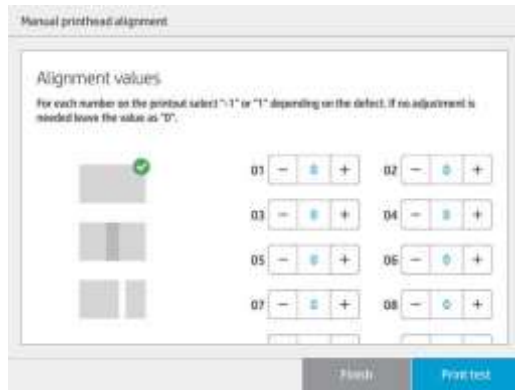 Manual printhead alignment
Alignment values
For each number on the printout select "-1" or "1" depending on the defect. If no adjustment is
needed leave the value as "0".
01 − 0 + 02 − 0 +
03 − 0 + 04 − 0 +
05 − 0 + 06 − 0 +
07 − 0 + 08 − 0 +
Finish Print test